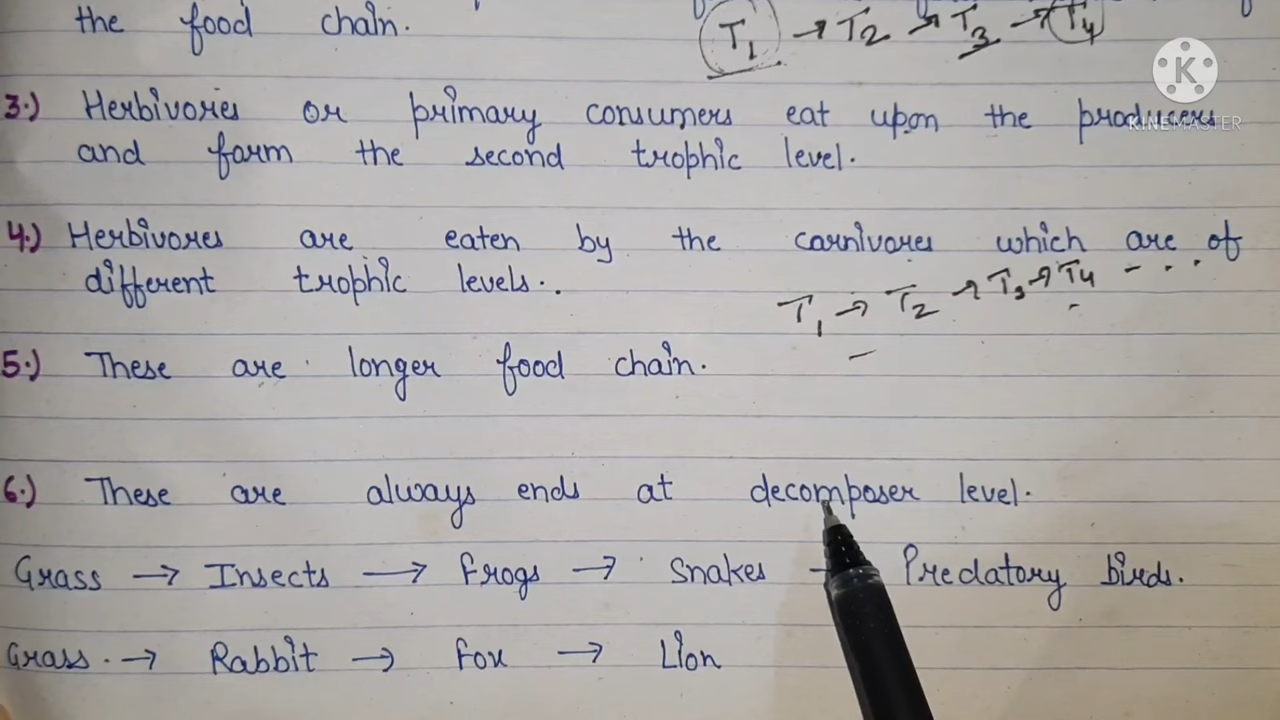 the food chain.
T1 → T2 → T3 → T4
3.) Herbivories or primary consumers eat upon the producers
and form the second trophic level.
4.) Herbivores are eaten by the carnivores which are of
different trophic levels..
T1 → T2 → T3 → T4 - . . .
5.) These are longer food chain.
6.) These are always ends at decomposer level.
Grass → Insects → Frogs → Snakes → Predatory birds.
Grass. → Rabbit → Fox → Lion
K
KINEMASTER